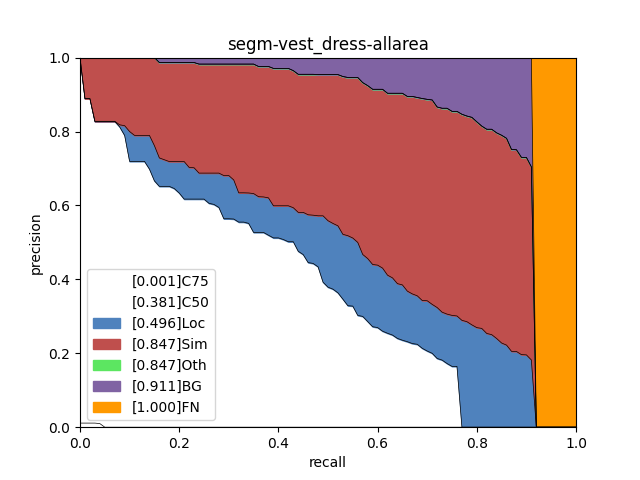 segm-vest_dress-allarea
1.0
0.8
0.6
0.4
0.2
0.0
precision
[0.001]C75
[0.381]C50
[0.496]Loc
[0.847]Sim
[0.847]Oth
[0.911]BG
[1.000]FN
0.0 0.2 0.4 0.6 0.8 1.0
recall